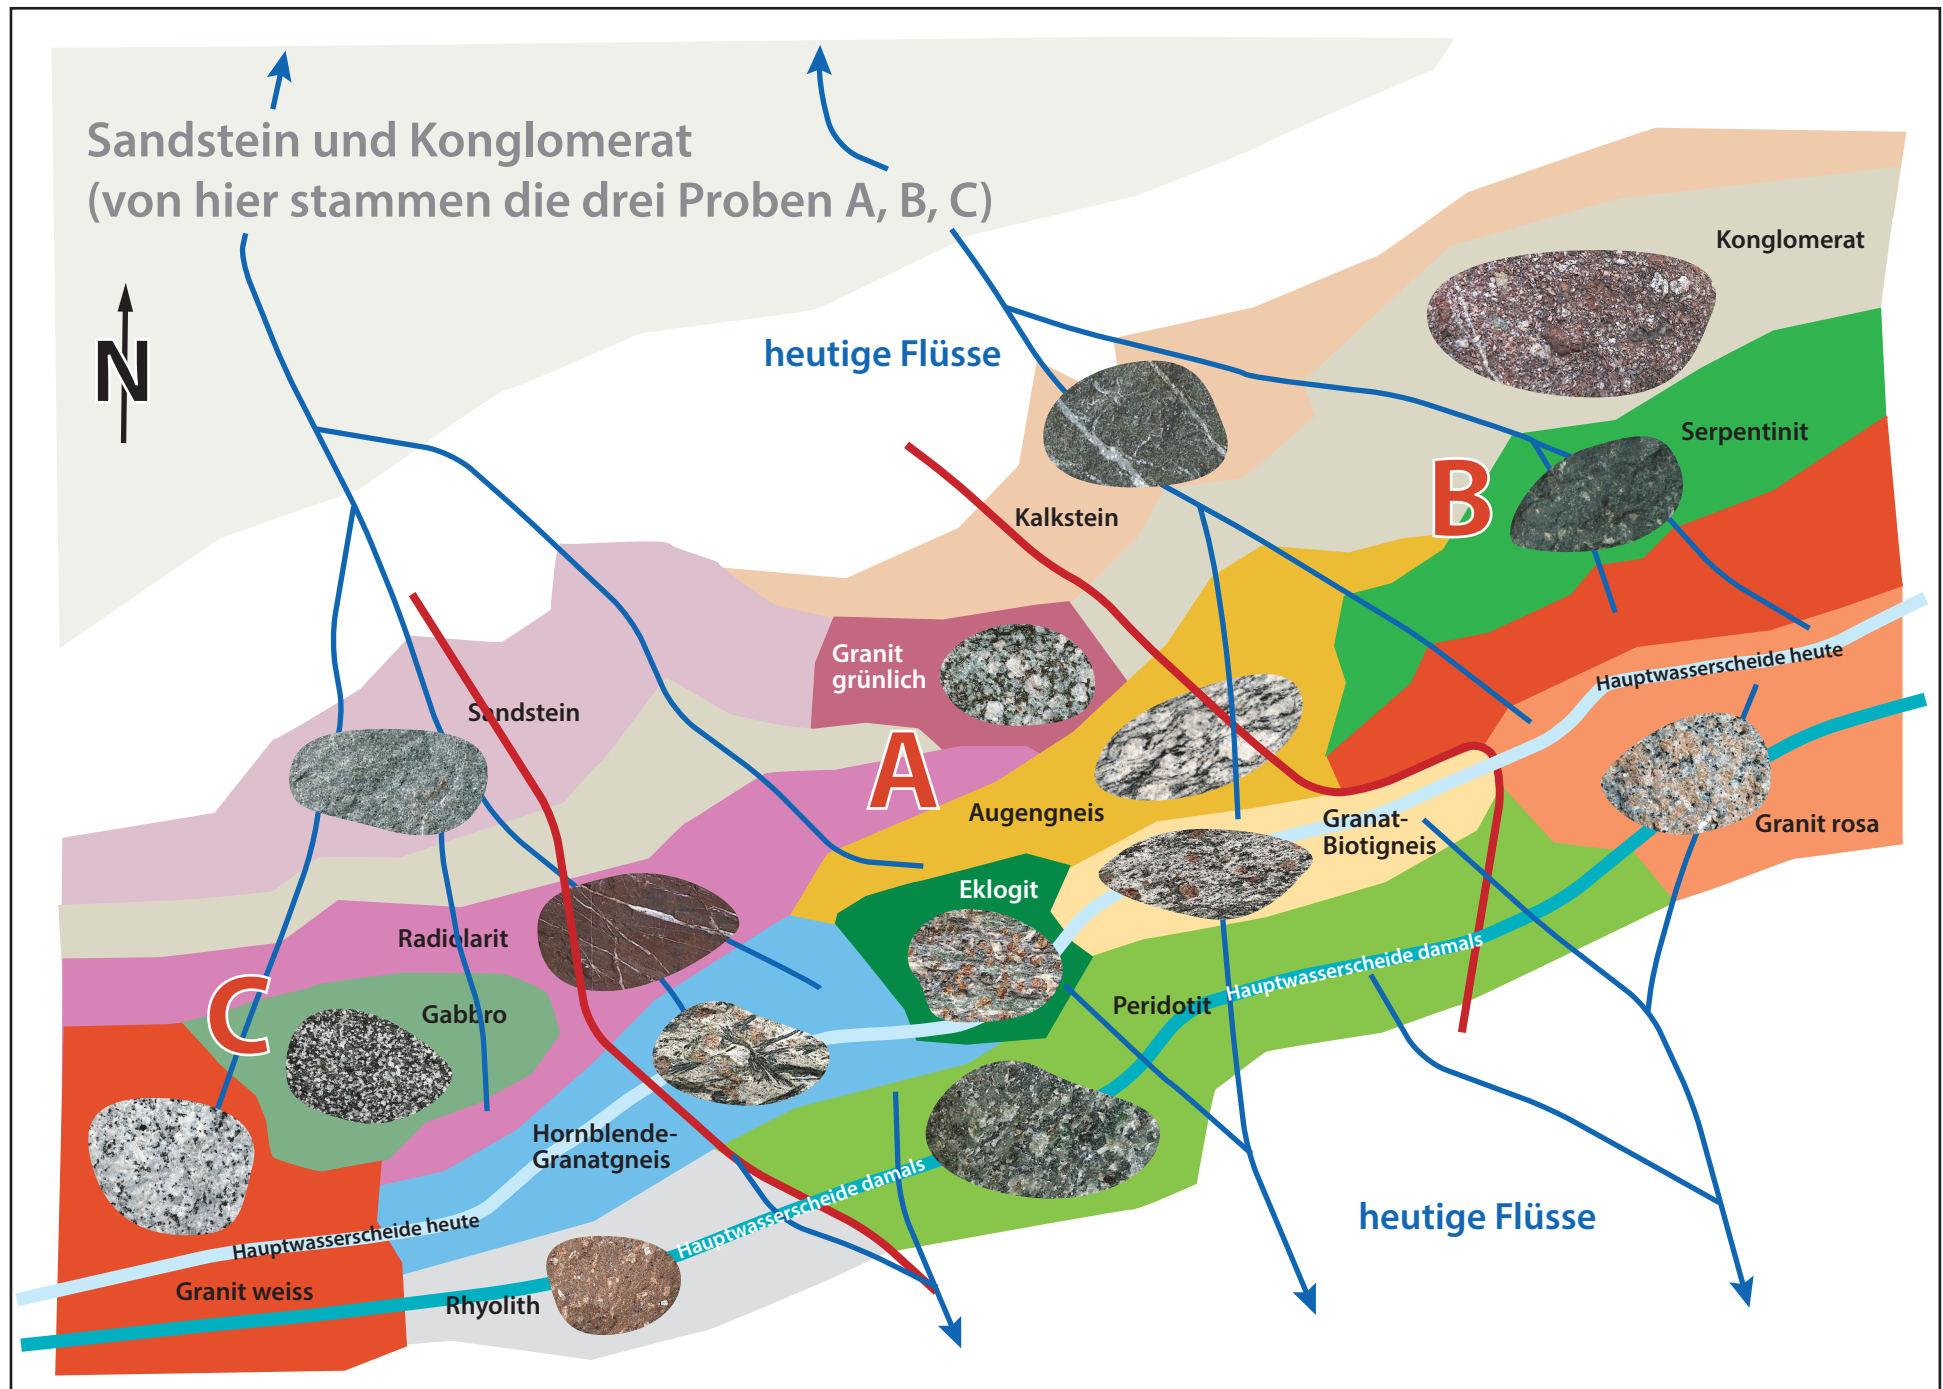 Sandstein und Konglomerat
(von hier stammen die drei Proben A, B, C)
N
heutige Flüsse
Konglomerat
Serpentinit
B
Kalkstein
Granit
grünlich
Sandstein
A
Hauptwasserscheide heute
Augengneis
Granat-
Biotigneis
Granit rosa
Eklogit
Radiolarit
Hauptwasserscheide damals
Peridotit
C
Gabbro
Hornblende-
Granatgneis
Hauptwasserscheide damals
Hauptwasserscheide heute
heutige Flüsse
Granit weiss
Rhyolith